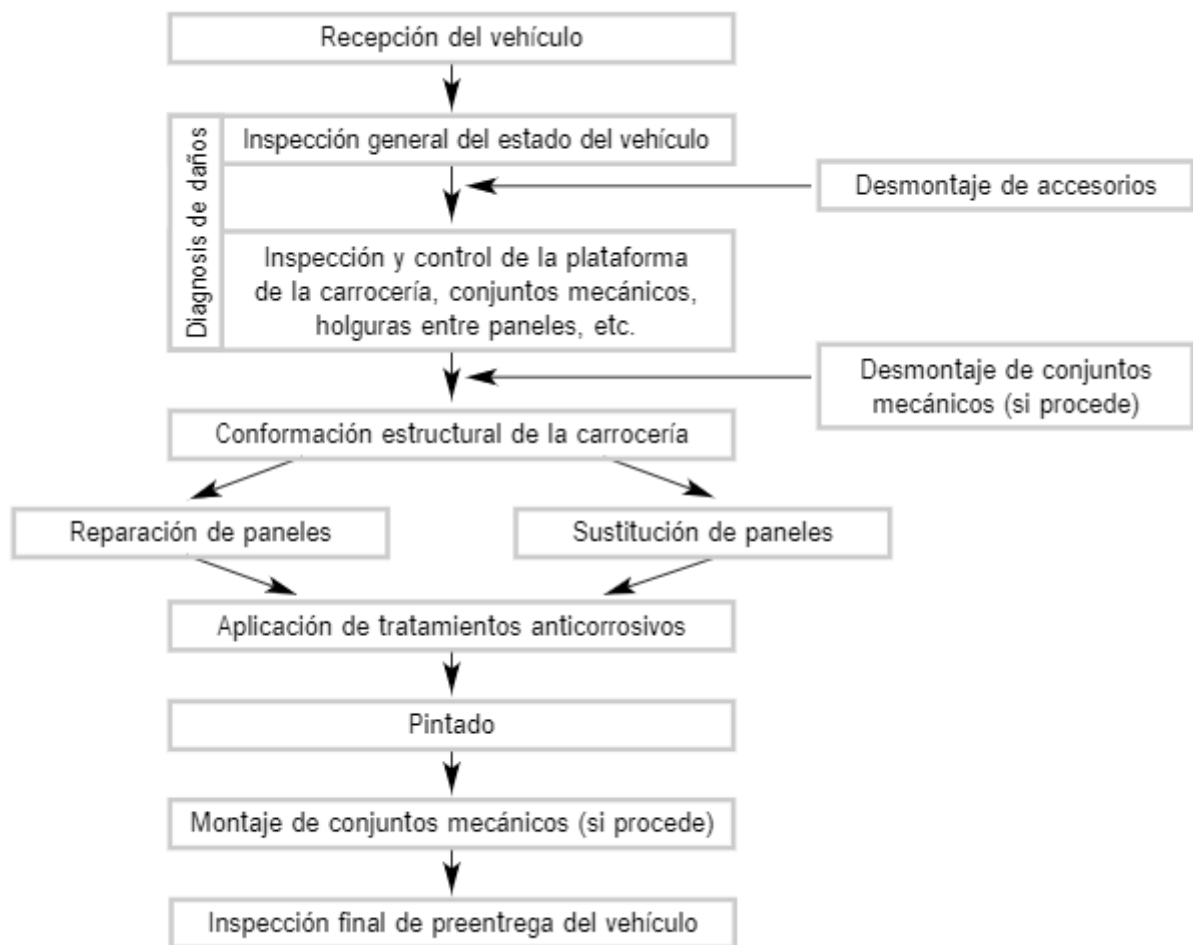 Recepción del vehículo
Diagnosis de daños
Inspección general del estado del vehículo
Desmontaje de accesorios
Inspección y control de la plataforma
de la carrocería, conjuntos mecánicos,
holguras entre paneles, etc.
Desmontaje de conjuntos
mecánicos (si procede)
Conformación estructural de la carrocería
Reparación de paneles
Sustitución de paneles
Aplicación de tratamientos anticorrosivos
Pintado
Montaje de conjuntos mecánicos (si procede)
Inspección final de preentrega del vehículo